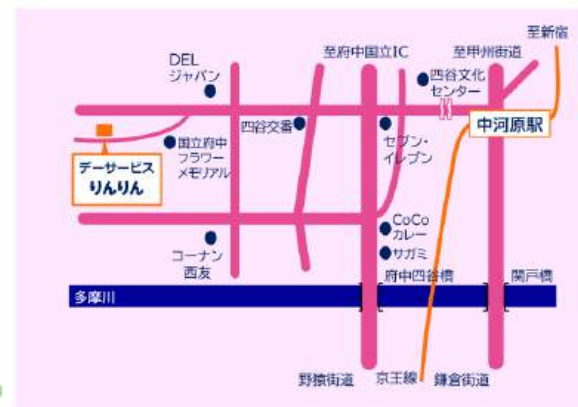 至新宿
至府中国立IC
至甲州街道
DEL
ジャパン
四谷文化
センター
四谷交番
中河原駅
国立府中
フラワー
メモリアル
セブン・
イレブン
デーサービス
りんりん
CoCo
カレー
サガミ
コーナン
西友
府中四谷橋
関戸橋
多摩川
野猿街道
京王線
鎌倉街道